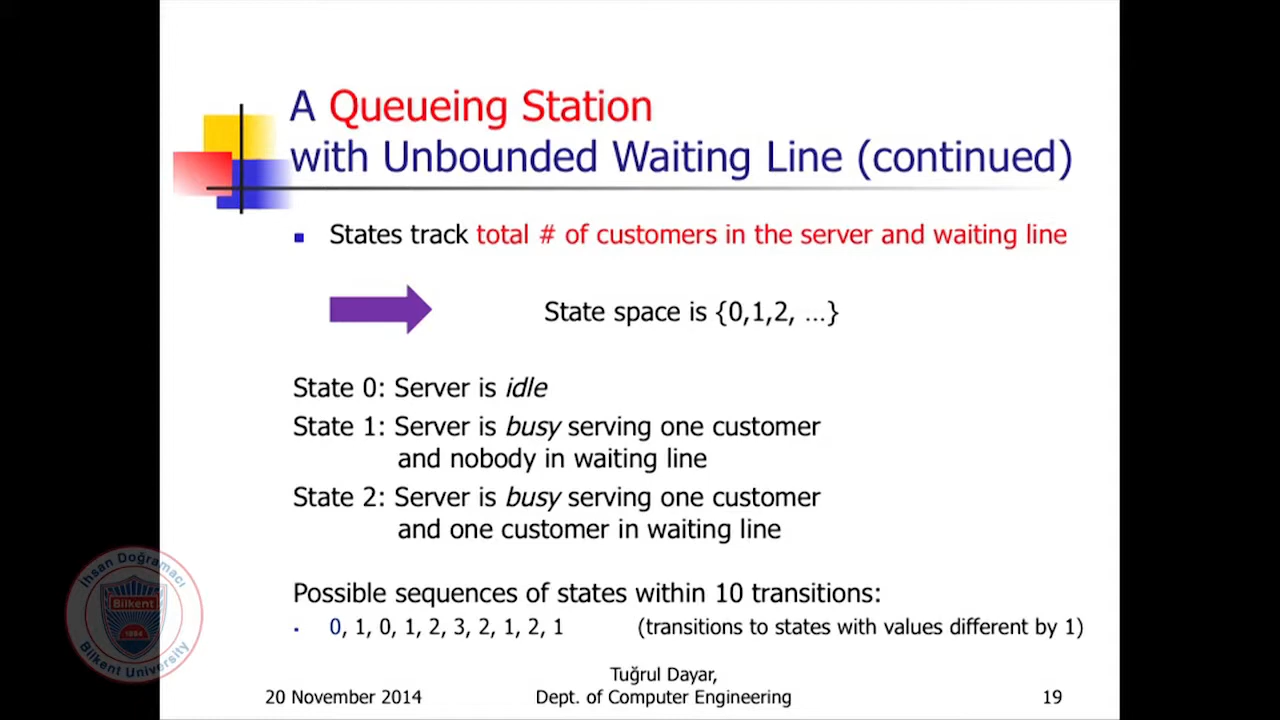 A Queueing Station
with Unbounded Waiting Line (continued)
States track total # of customers in the server and waiting line
State space is {0,1,2, …}
State 0: Server is idle
State 1: Server is busy serving one customer
and nobody in waiting line
State 2: Server is busy serving one customer
and one customer in waiting line
Possible sequences of states within 10 transitions:
0, 1, 0, 1, 2, 3, 2, 1, 2, 1 (transitions to states with values different by 1)
Tuğrul Dayar,
20 November 2014 Dept. of Computer Engineering 19
İhsan Doğramacı
Bilkent
1984
Bilkent University